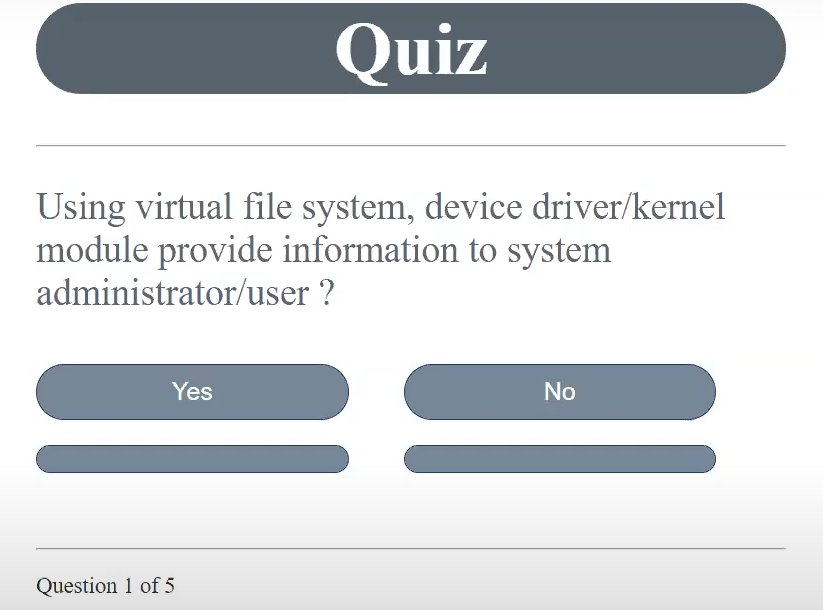 Quiz
Using virtual file system, device driver/kernel
module provide information to system
administrator/user ?
Yes
No
Question 1 of 5